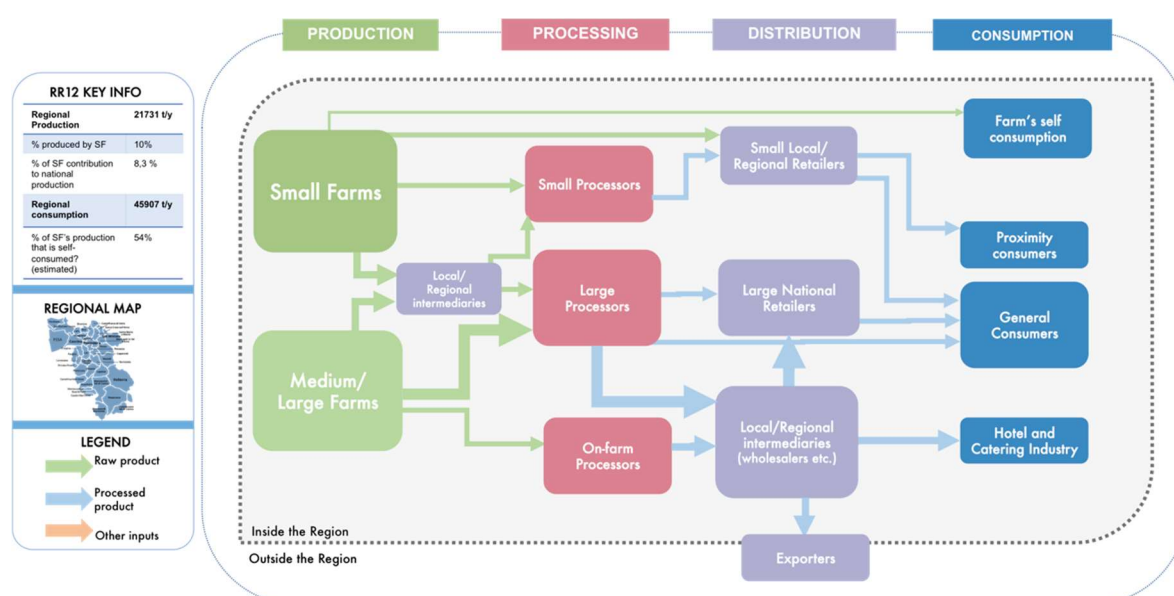 PRODUCTION
PROCESSING
DISTRIBUTION
CONSUMPTION
RR12 KEY INFO
Regional
Production
21731 t/y
% produced by SF
10%
% of SF contribution
to national
production
8,3 %
Regional
consumption
45907 t/y
% of SF's production
that is self-
consumed?
(estimated)
54%
REGIONAL MAP
LEGEND
Raw product
Processed
product
Other inputs
Small Farms
Medium/
Large Farms
Local/
Regional
intermediaries
Small Processors
Large
Processors
On-farm
Processors
Small Local/
Regional Retailers
Large National
Retailers
Local/Regional
intermediaries
(wholesalers etc.)
Exporters
Farm's self
consumption
Proximity
consumers
General
Consumers
Hotel and
Catering Industry
Inside the Region
Outside the Region